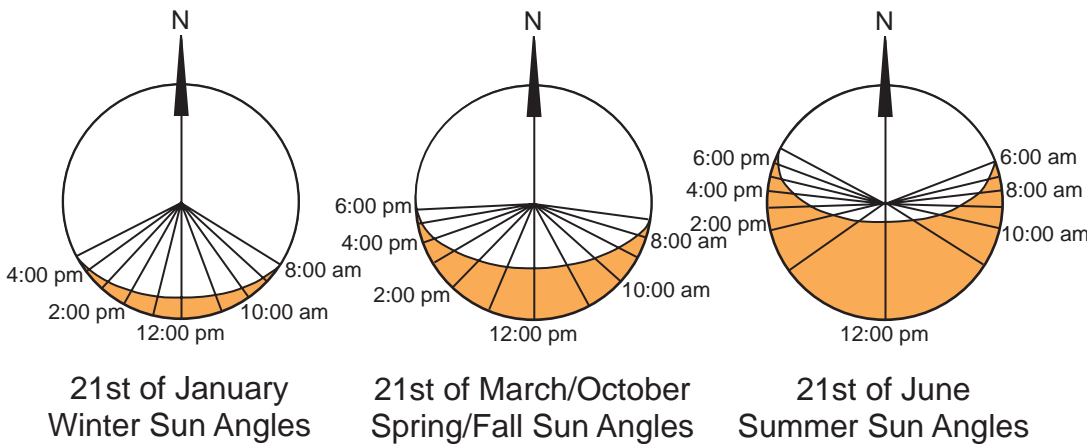 N
4:00 pm
2:00 pm
12:00 pm
10:00 am
8:00 am
21st of January
Winter Sun Angles
N
6:00 pm
4:00 pm
2:00 pm
12:00 pm
10:00 am
8:00 am
21st of March/October
Spring/Fall Sun Angles
N
6:00 pm
4:00 pm
2:00 pm
12:00 pm
10:00 am
8:00 am
6:00 am
21st of June
Summer Sun Angles